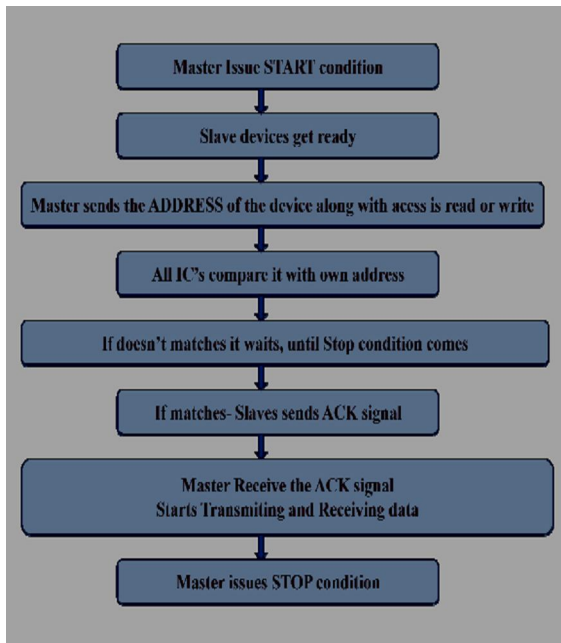 Master Issue START condition
Slave devices get ready
Master sends the ADDRESS of the device along with acess is read or write
All IC"s compare it with own address
If doesn't matches it waits, until Stop condition comes
If matches- Slaves sends ACK signal
Master Receive the ACK signal
Starts Transmiting and Receiving data
Master issues STOP condition